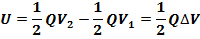 U = 1/2 QV₂ − 1/2 QV₁ = 1/2 QΔV